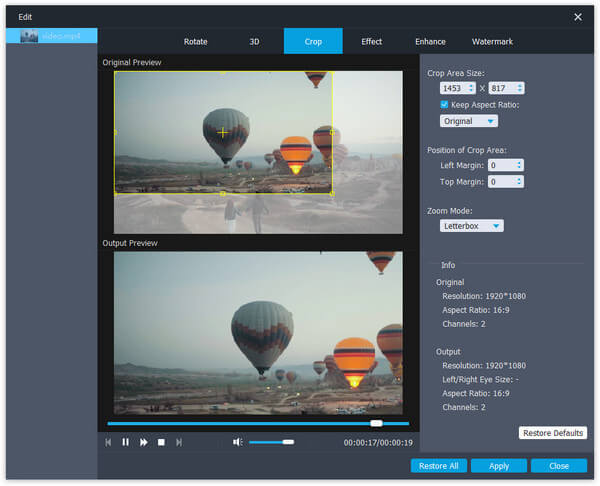 Edit
video.mp4
Rotate 3D Crop Effect Enhance Watermark
Original Preview
Output Preview
00:00:17/00:00:19
Crop Area Size:
1453 X 817
Keep Aspect Ratio:
Original
Position of Crop Area:
Left Margin: 0
Top Margin: 0
Zoom Mode:
Letterbox
Info
Original
Resolution: 1920*1080
Aspect Ratio: 16:9
Channels: 2
Output
Resolution: 1920*1080
Left/Right Eye Size: -
Aspect Ratio: 16:9
Channels: 2
Restore Defaults
Restore All Apply Close